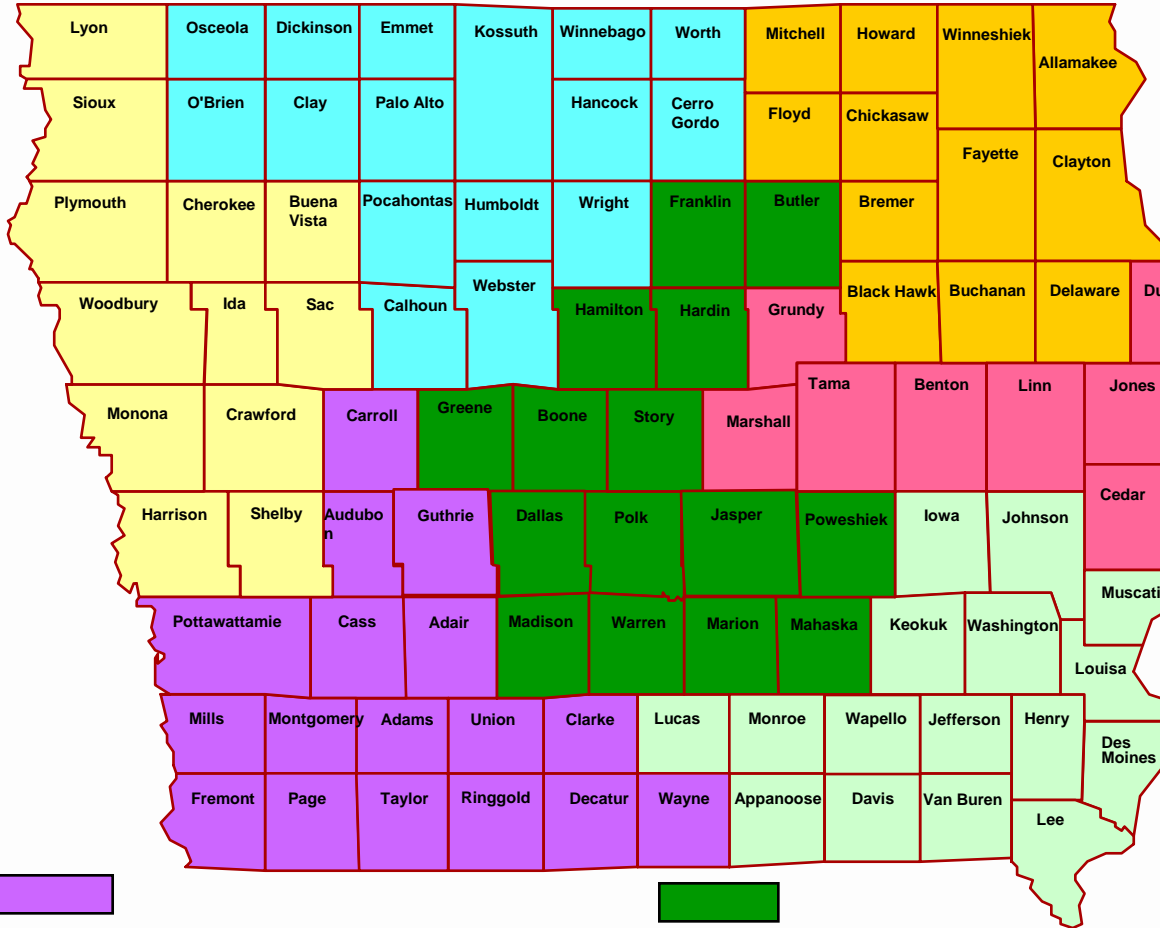 Lyon
Osceola
Dickinson
Emmet
Kossuth
Winnebago
Worth
Mitchell
Howard
Winneshiek
Allamakee
Sioux
O'Brien
Clay
Palo Alto
Hancock
Cerro
Gordo
Floyd
Chickasaw
Fayette
Clayton
Plymouth
Cherokee
Buena
Vista
Pocahontas
Humboldt
Wright
Franklin
Butler
Bremer
Woodbury
Ida
Sac
Calhoun
Webster
Hamilton
Hardin
Grundy
Black Hawk
Buchanan
Delaware
Du
Monona
Crawford
Carroll
Greene
Boone
Story
Marshall
Tama
Benton
Linn
Jones
Harrison
Shelby
Audubo
n
Guthrie
Dallas
Polk
Jasper
Poweshiek
Iowa
Johnson
Cedar
Pottawattamie
Cass
Adair
Madison
Warren
Marion
Mahaska
Keokuk
Washington
Muscati
Louisa
Mills
Montgomery
Adams
Union
Clarke
Lucas
Monroe
Wapello
Jefferson
Henry
Des
Moines
Fremont
Page
Taylor
Ringgold
Decatur
Wayne
Appanoose
Davis
Van Buren
Lee